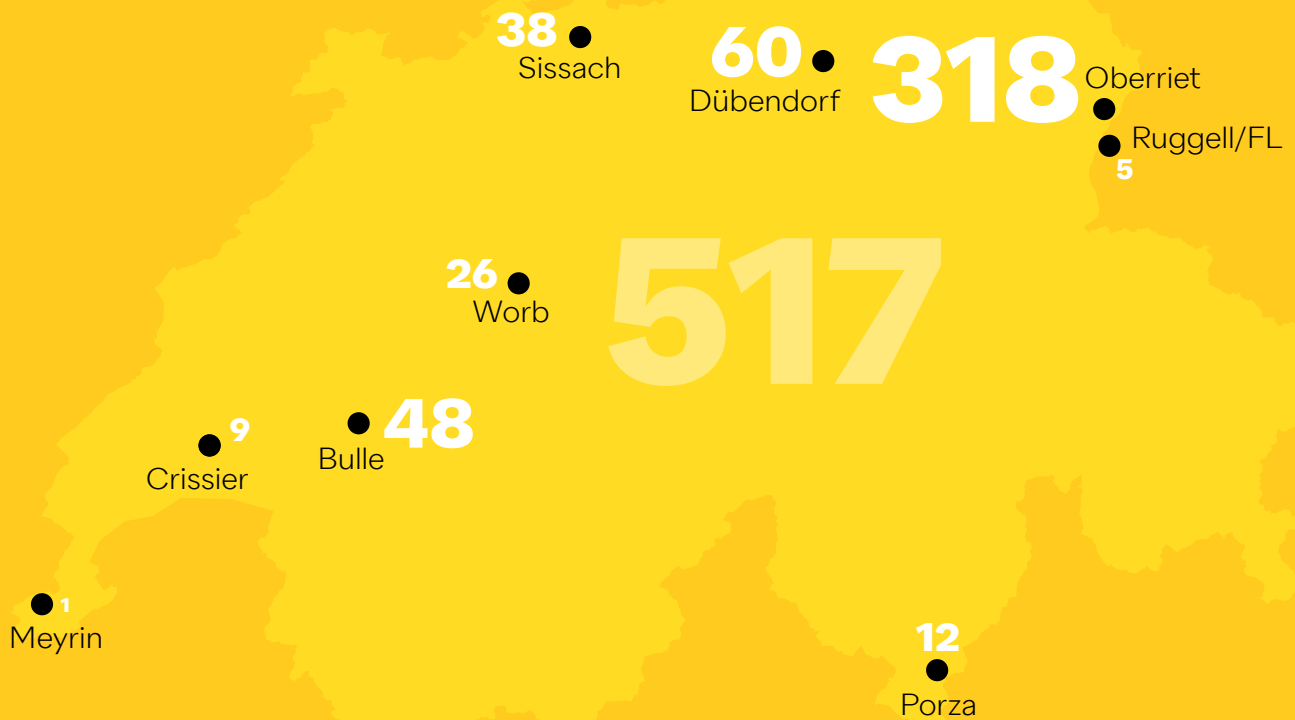 38
Sissach
60
Dübendorf
318
Oberriet
Ruggell/FL
5
26
Worb
517
9
Crissier
48
Bulle
1
Meyrin
12
Porza